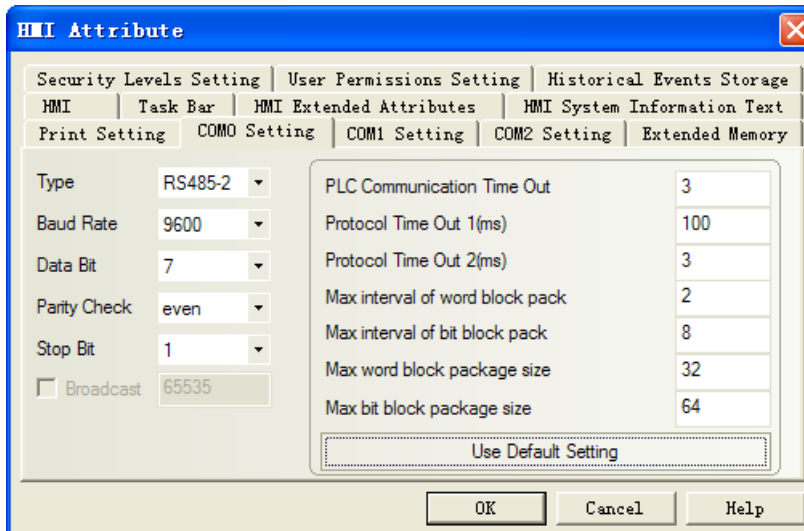 HMI Attribute
Security Levels Setting User Permissions Setting Historical Events Storage
HMI Task Bar HMI Extended Attributes HMI System Information Text
Print Setting COM0 Setting COM1 Setting COM2 Setting Extended Memory
Type RS485-2
Baud Rate 9600
Data Bit 7
Parity Check even
Stop Bit 1
Broadcast 65535
PLC Communication Time Out 3
Protocol Time Out 1(ms) 100
Protocol Time Out 2(ms) 3
Max interval of word block pack 2
Max interval of bit block pack 8
Max word block package size 32
Max bit block package size 64
Use Default Setting
OK Cancel Help